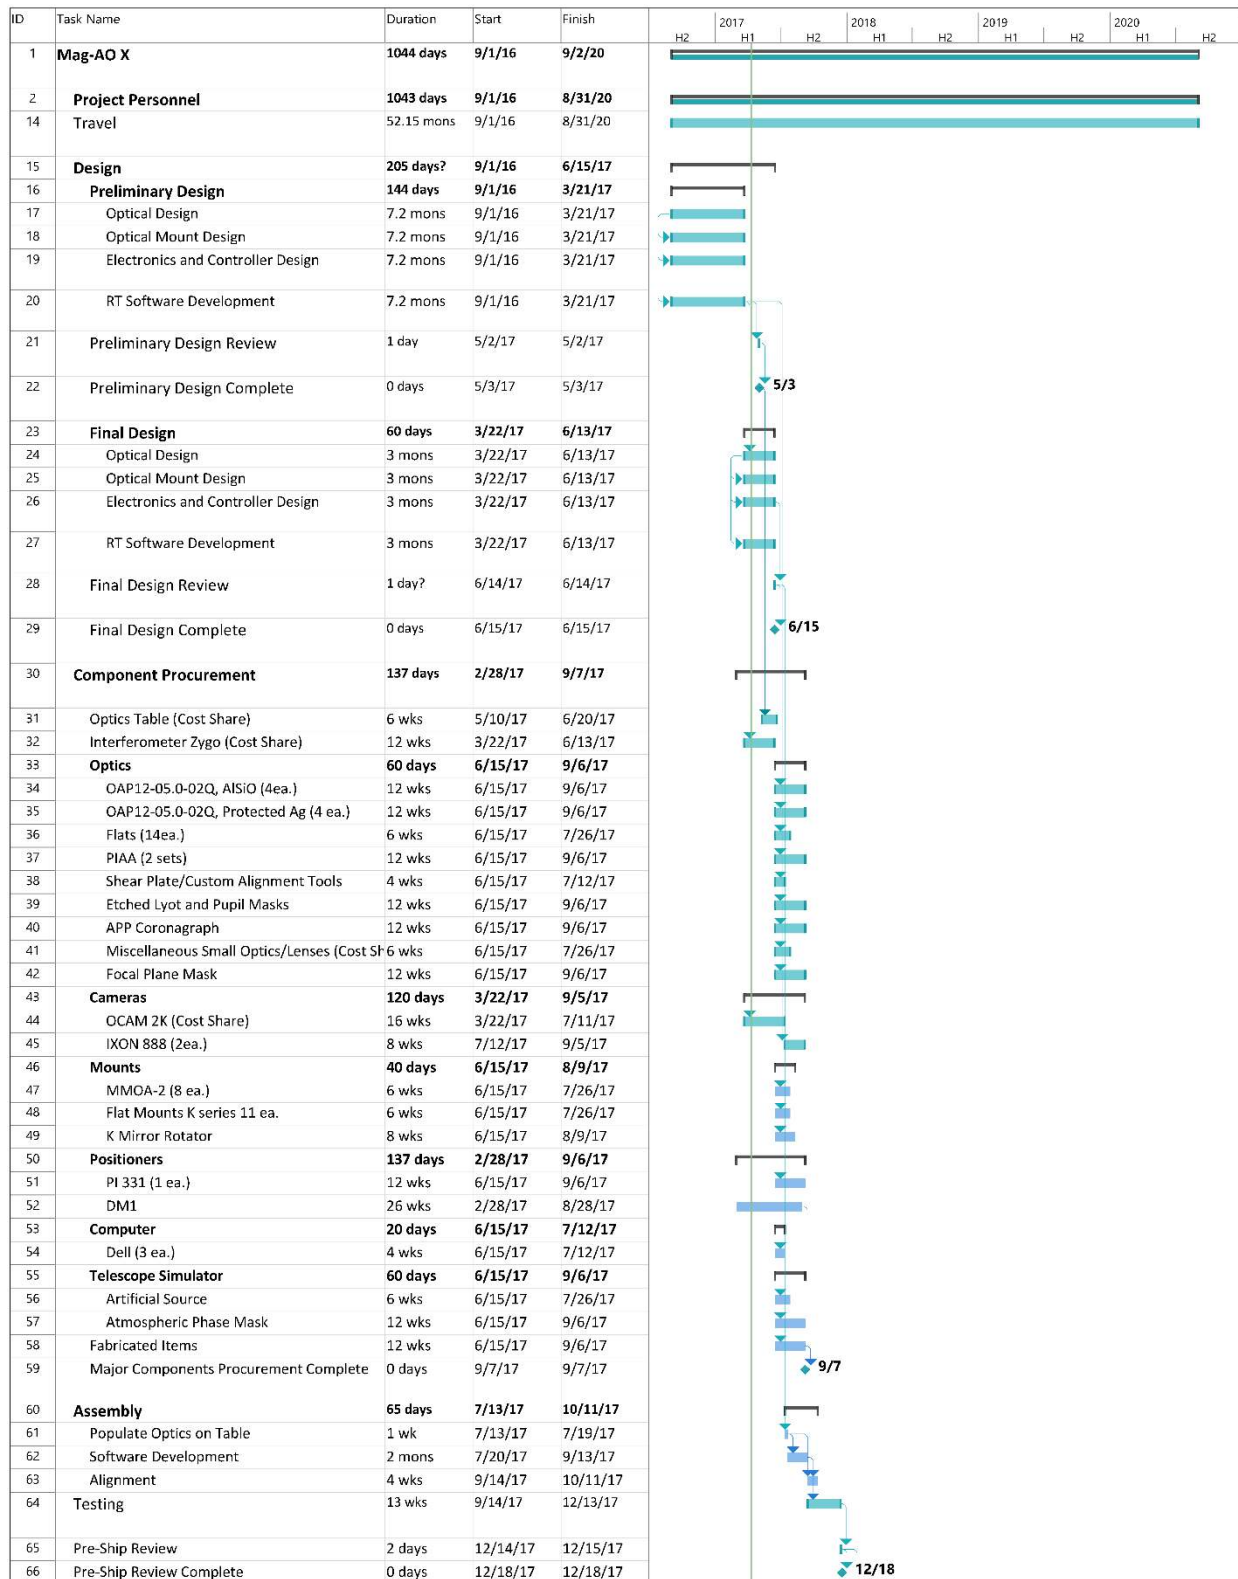 ID Task Name Duration Start Finish 2017 2018 2019 2020
H2 H1 H2 H1 H2 H1 H2 H1 H2
1 Mag-AO X 1044 days 9/1/16 9/2/20
2 Project Personnel 1043 days 9/1/16 8/31/20
14 Travel 52.15 mons 9/1/16 8/31/20
15 Design 205 days? 9/1/16 6/15/17
16 Preliminary Design 144 days 9/1/16 3/21/17
17 Optical Design 7.2 mons 9/1/16 3/21/17
18 Optical Mount Design 7.2 mons 9/1/16 3/21/17
19 Electronics and Controller Design 7.2 mons 9/1/16 3/21/17
20 RT Software Development 7.2 mons 9/1/16 3/21/17
21 Preliminary Design Review 1 day 5/2/17 5/2/17
22 Preliminary Design Complete 0 days 5/3/17 5/3/17 5/3
23 Final Design 60 days 3/22/17 6/13/17
24 Optical Design 3 mons 3/22/17 6/13/17
25 Optical Mount Design 3 mons 3/22/17 6/13/17
26 Electronics and Controller Design 3 mons 3/22/17 6/13/17
27 RT Software Development 3 mons 3/22/17 6/13/17
28 Final Design Review 1 day? 6/14/17 6/14/17
29 Final Design Complete 0 days 6/15/17 6/15/17 6/15
30 Component Procurement 137 days 2/28/17 9/7/17
31 Optics Table (Cost Share) 6 wks 5/10/17 6/20/17
32 Interferometer Zygo (Cost Share) 12 wks 3/22/17 6/13/17
33 Optics 60 days 6/15/17 9/6/17
34 OAP12-05.0-02Q, AlSiO (4ea.) 12 wks 6/15/17 9/6/17
35 OAP12-05.0-02Q, Protected Ag (4 ea.) 12 wks 6/15/17 9/6/17
36 Flats (14ea.) 6 wks 6/15/17 7/26/17
37 PIAA (2 sets) 12 wks 6/15/17 9/6/17
38 Shear Plate/Custom Alignment Tools 4 wks 6/15/17 7/12/17
39 Etched Lyot and Pupil Masks 12 wks 6/15/17 9/6/17
40 APP Coronagraph 12 wks 6/15/17 9/6/17
41 Miscellaneous Small Optics/Lenses (Cost Sh 6 wks 6/15/17 7/26/17
42 Focal Plane Mask 12 wks 6/15/17 9/6/17
43 Cameras 120 days 3/22/17 9/5/17
44 OCAM 2K (Cost Share) 16 wks 3/22/17 7/11/17
45 IXON 888 (2ea.) 8 wks 7/12/17 9/5/17
46 Mounts 40 days 6/15/17 8/9/17
47 MMOA-2 (8 ea.) 6 wks 6/15/17 7/26/17
48 Flat Mounts K series 11 ea. 6 wks 6/15/17 7/26/17
49 K Mirror Rotator 8 wks 6/15/17 8/9/17
50 Positioners 137 days 2/28/17 9/6/17
51 PI 331 (1 ea.) 12 wks 6/15/17 9/6/17
52 DM1 26 wks 2/28/17 8/28/17
53 Computer 20 days 6/15/17 7/12/17
54 Dell (3 ea.) 4 wks 6/15/17 7/12/17
55 Telescope Simulator 60 days 6/15/17 9/6/17
56 Artificial Source 6 wks 6/15/17 7/26/17
57 Atmospheric Phase Mask 12 wks 6/15/17 9/6/17
58 Fabricated Items 12 wks 6/15/17 9/6/17
59 Major Components Procurement Complete 0 days 9/7/17 9/7/17 9/7
60 Assembly 65 days 7/13/17 10/11/17
61 Populate Optics on Table 1 wk 7/13/17 7/19/17
62 Software Development 2 mons 7/20/17 9/13/17
63 Alignment 4 wks 9/14/17 10/11/17
64 Testing 13 wks 9/14/17 12/13/17
65 Pre-Ship Review 2 days 12/14/17 12/15/17
66 Pre-Ship Review Complete 0 days 12/18/17 12/18/17 12/18